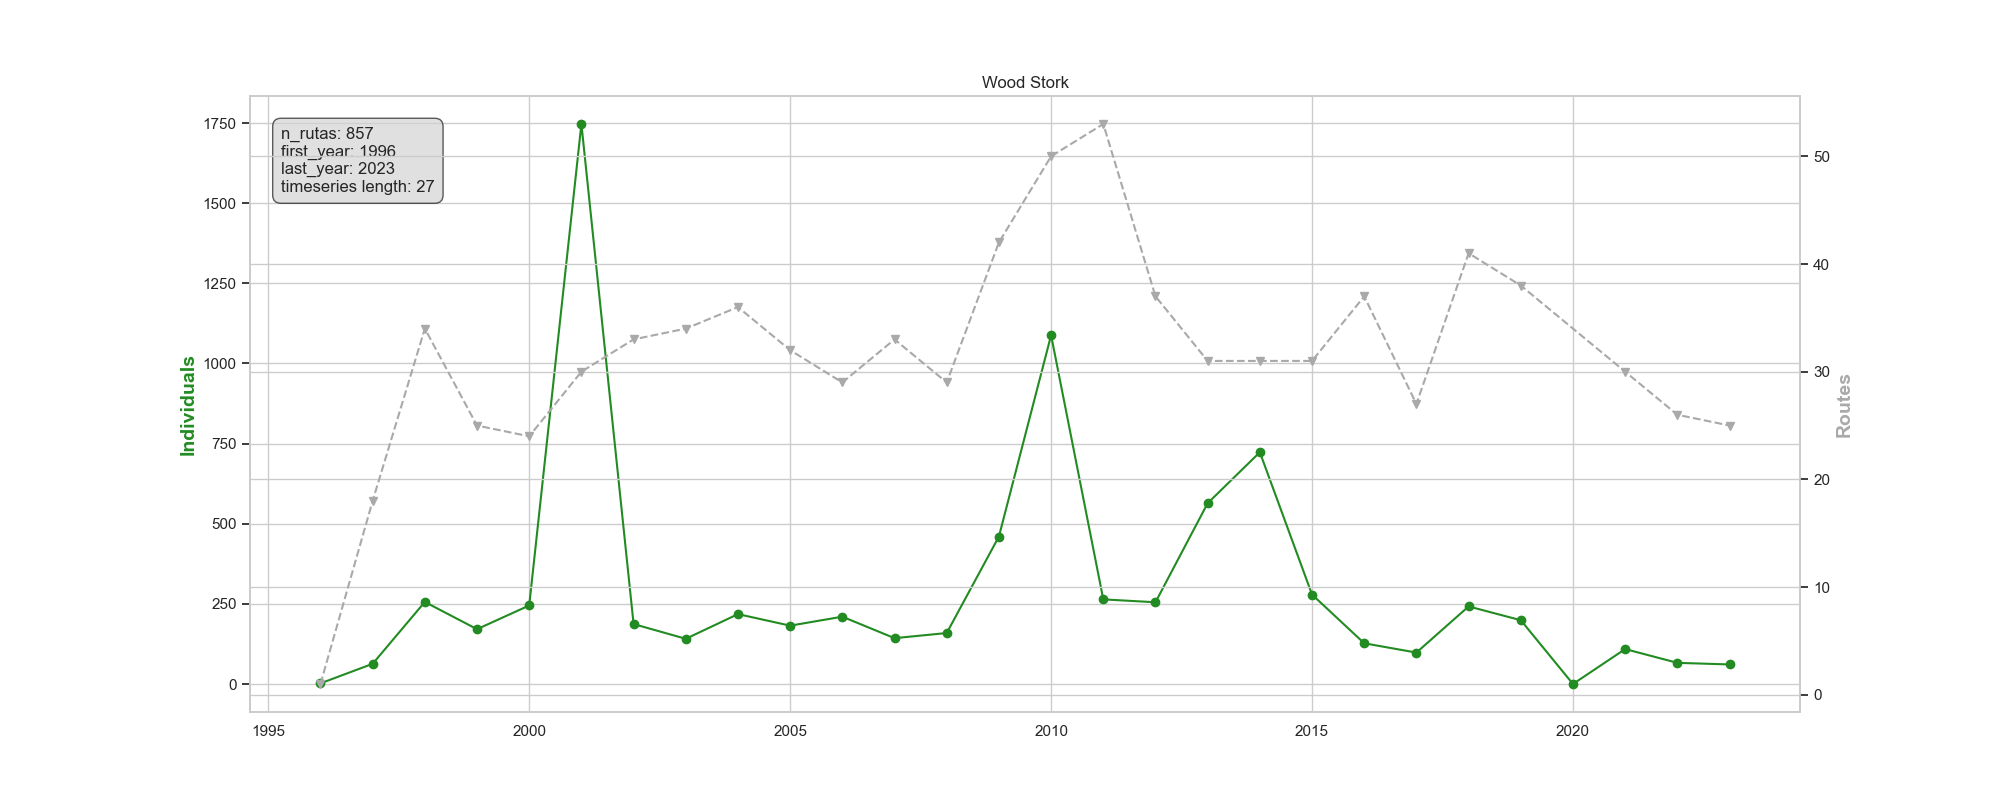 Wood Stork
n_rutas: 857
first_year: 1996
last_year: 2023
timeseries length: 27
1750
1500
1250
1000
750
500
250
0
Individuals
50
40
30
20
10
0
Routes
1995
2000
2005
2010
2015
2020